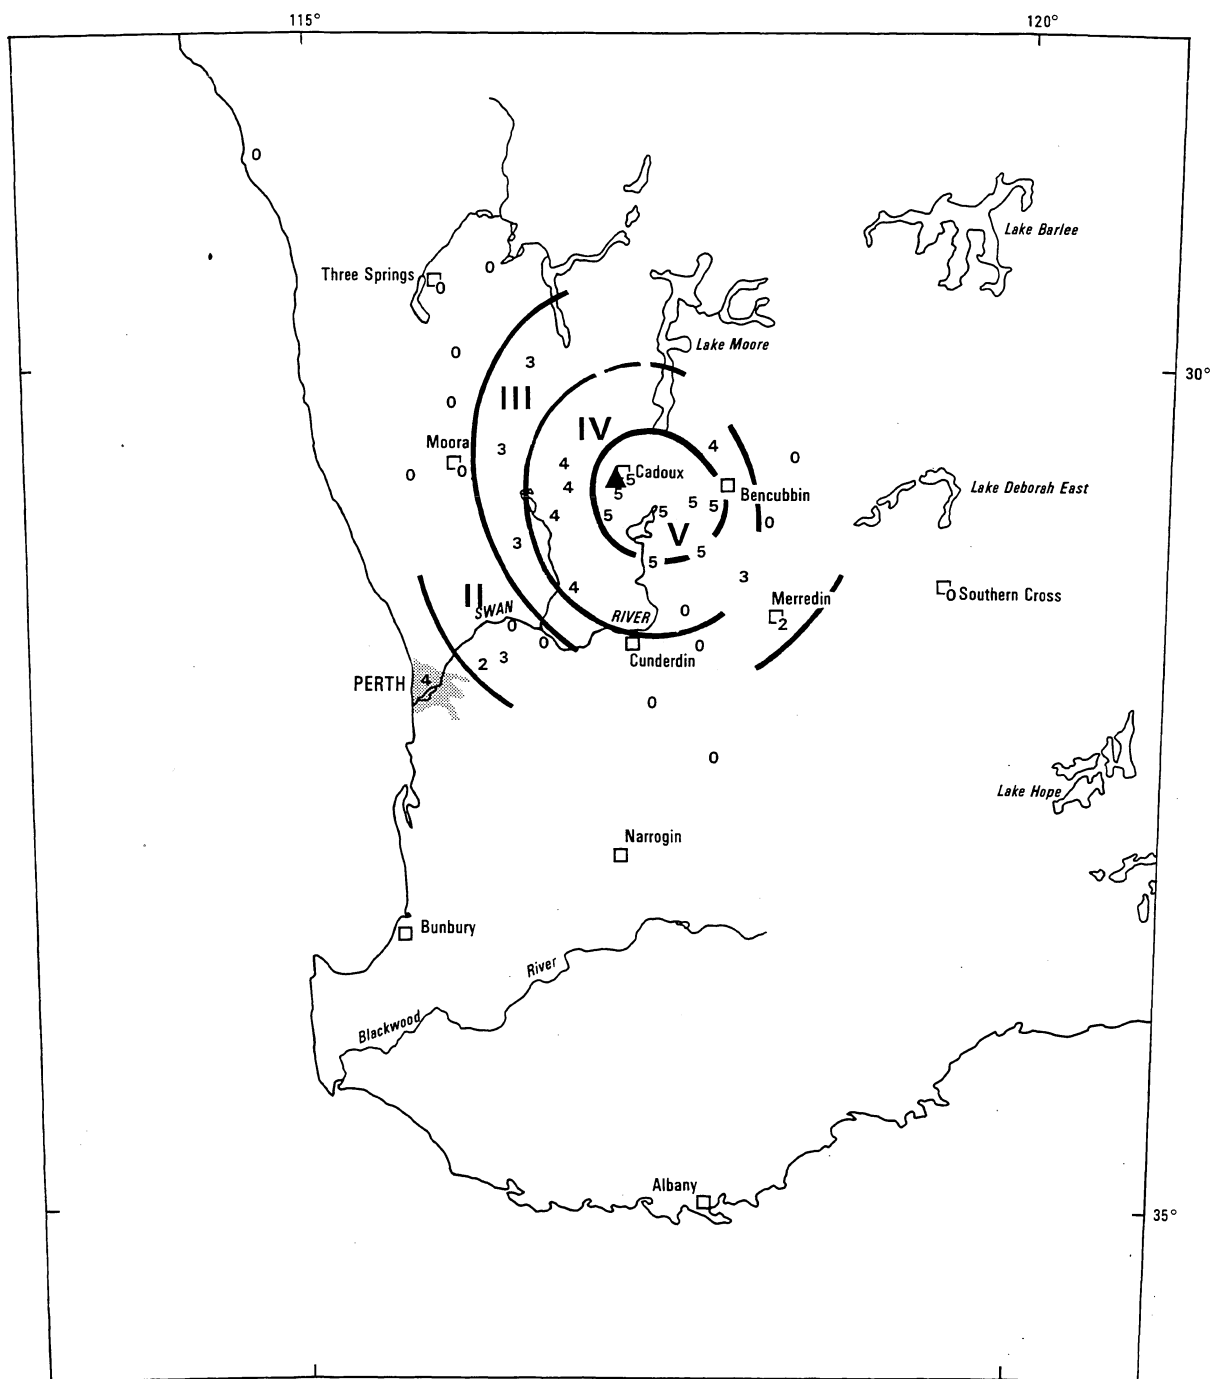 115°
120°
0
Lake Barlee
Three Springs
0
0
Lake Moore
30°
0
3
0
III
IV
Moora
0
0
3
4
4
Cadoux
5
5
4
0
Bencubbin
Lake Deborah East
4
5
5
5
5
V
0
3
5
5
4
3
II
SWAN
RIVER
0
Merredin
2
0
Southern Cross
0
0
0
Cunderdin
2
3
PERTH
4
0
0
Lake Hope
Narrogin
Bunbury
River
Blackwood
Albany
35°